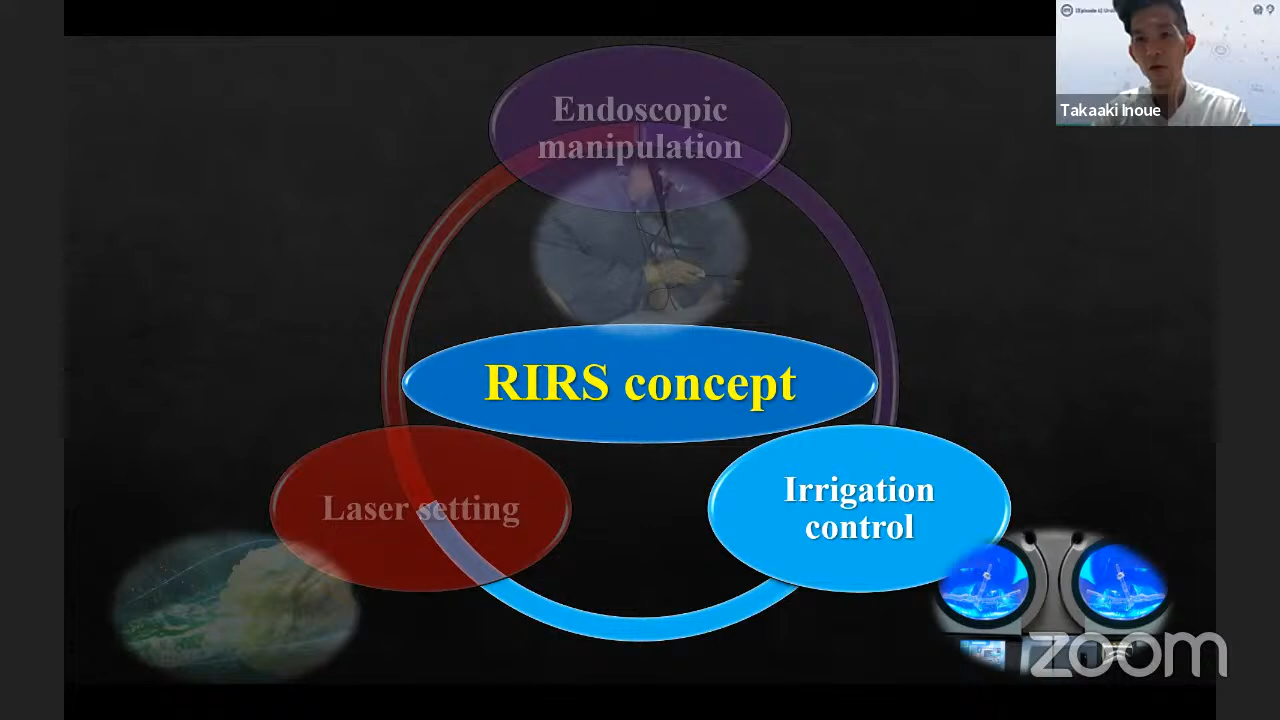 Endoscopic
manipulation
RIRS concept
Laser setting
Irrigation
control
Takaaki Inoue
zoom